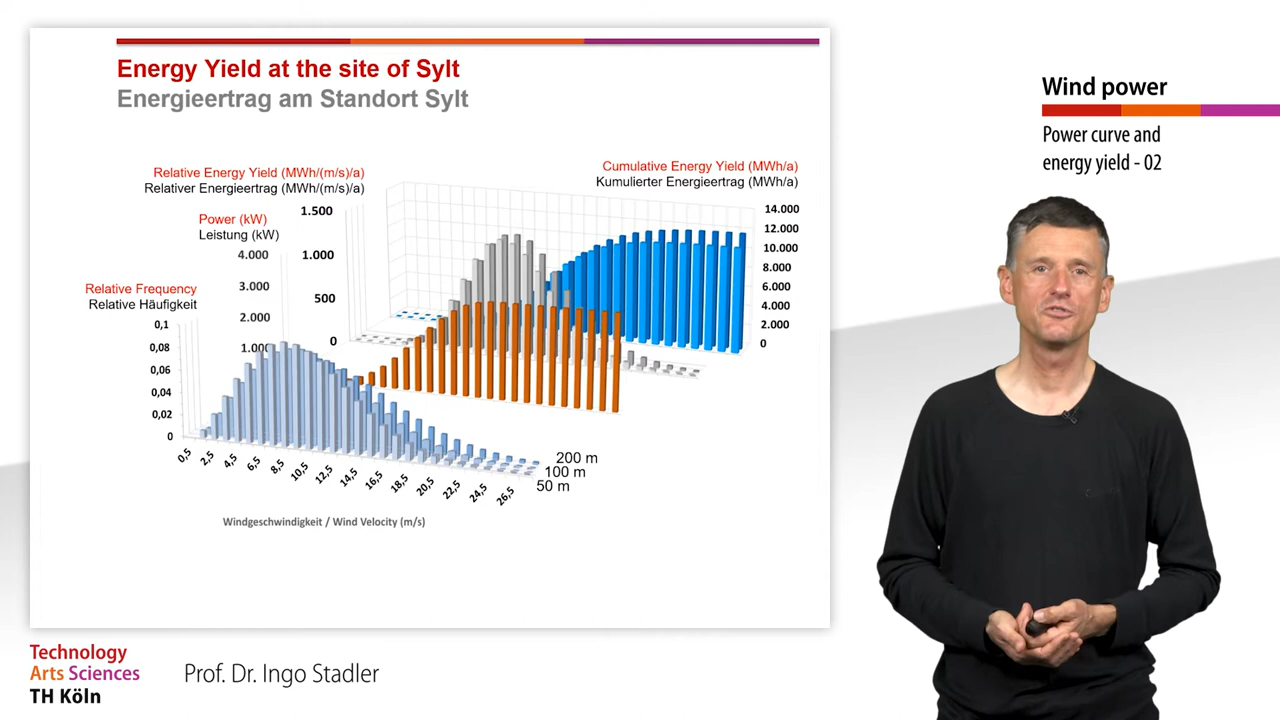 Energy Yield at the site of Sylt
Energieertrag am Standort Sylt
Relative Energy Yield (MWh/(m/s)/a)
Relativer Energieertrag (MWh/(m/s)/a)
Cumulative Energy Yield (MWh/a)
Kumulierter Energieertrag (MWh/a)
Power (kW)
Leistung (kW)
Relative Frequency
Relative Häufigkeit
1.500
1.000
500
0
14.000
12.000
10.000
8.000
6.000
4.000
2.000
0
4.000
3.000
2.000
1.000
0,1
0,08
0,06
0,04
0,02
0
0,5
2,5
4,5
6,5
8,5
10,5
12,5
14,5
16,5
18,5
20,5
22,5
24,5
26,5
200 m
100 m
50 m
Windgeschwindigkeit / Wind Velocity (m/s)
Wind power
Power curve and
energy yield - 02
Technology
Arts Sciences
TH Köln
Prof. Dr. Ingo Stadler